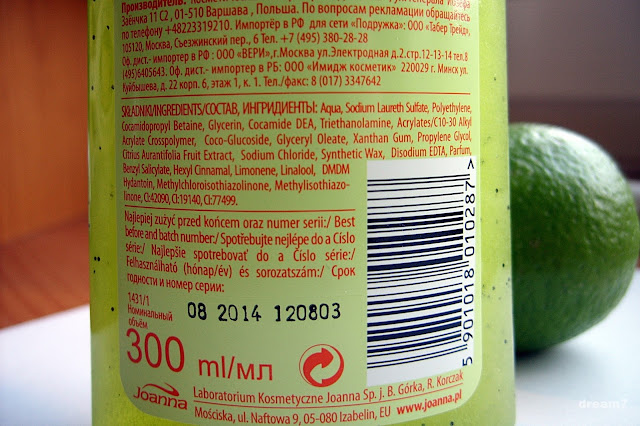 Производитель:
Заёнчка 11 С2, 01-510 Варшава, Польша. По вопросам рекламации обращайтесь
по телефону +48223319210. Импортёр в РФ для сети «Подружка»: ООО «Табер Трейд»,
105120, Москва, Съезжинский пер., 6 Тел. +7 (495) 380-28-28
Оф. дист.- импортер в РФ : ООО «ВЕРИ»,г.Москва ул.Электродная д.2.стр.12-13-14 тел.8
(495)6405643. Оф. дист.- импортер в РБ: ООО «Имидж косметик» 220029 г. Минск ул.
Куйбышева, д. 22 корп. 6, этаж 1, к. 1. Тел./факс: 8 (017) 3347642
SKŁADNIKI/INGREDIENTS/СОСТАВ, ИНГРИДИЕНТЫ: Aqua, Sodium Laureth Sulfate, Polyethylene,
Cocamidopropyl Betaine, Glycerin, Cocamide DEA, Triethanolamine, Acrylates/C10-30 Alkyl
Acrylate Crosspolymer, Coco-Glucoside, Glyceryl Oleate, Xanthan Gum, Propylene Glycol,
Citrus Aurantifolia Fruit Extract, Sodium Chloride, Synthetic Wax, Disodium EDTA, Parfum,
Benzyl Salicylate, Hexyl Cinnamal, Limonene, Linalool, DMDM
Hydantoin, Methylchloroisothiazolinone, Methylisothiazo-
linone, CI:42090, CI:19140, CI:77499.
Najlepiej zużyć przed końcem oraz numer serii:/ Best
before and batch number:/ Spotřebujte nejlépe do a Číslo
série:/ Najlepšie spotrebovať do a Číslo série:/
Felhasználható (hónap/év) és sorozatszám:/ Срок
годности и номер серии:
08 2014 120803
1431/1
Номинальный
объём
300 ml/мл
5 901018 010287 >
Joanna
Laboratorium Kosmetyczne Joanna Sp. j. B. Górka, R. Korczak
Mościska, ul. Naftowa 9, 05-080 Izabelin, EU www.joanna.pl
dream7